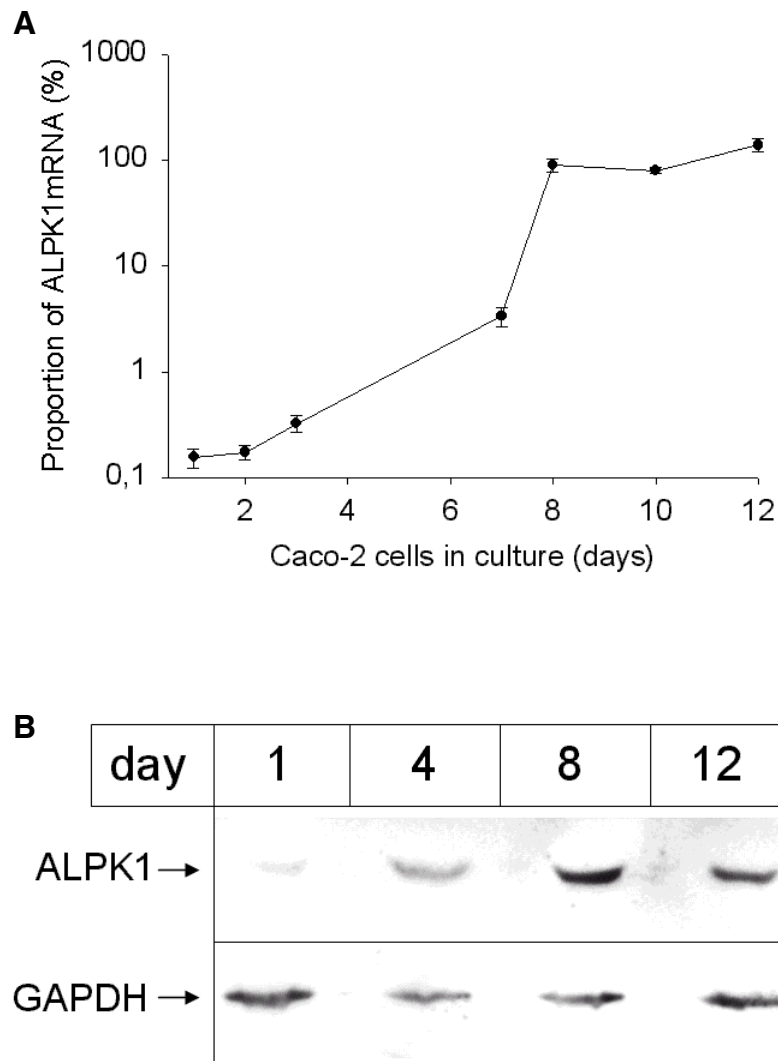 A
Proportion of ALPK1mRNA (%)
1000
100
10
1
0,1
2 4 6 8 10 12
Caco-2 cells in culture (days)
B
day 1 4 8 12
ALPK1
GAPDH